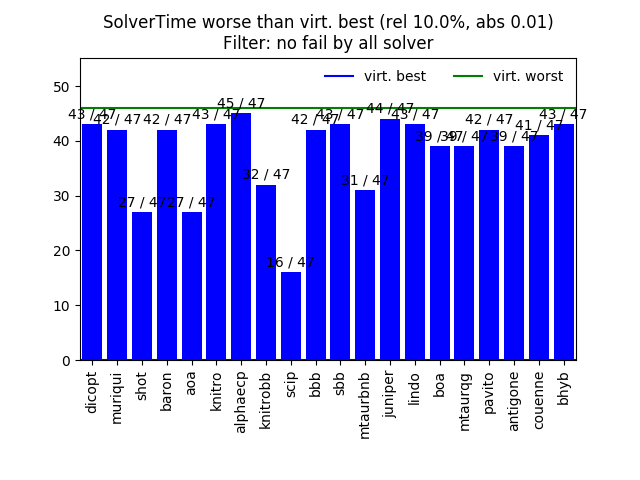 SolverTime worse than virt. best (rel 10.0%, abs 0.01)
Filter: no fail by all solver
virt. best
virt. worst
50
40
30
20
10
0
43 / 47
42 / 47
27 / 47
42 / 47
27 / 47
43 / 47
45 / 47
32 / 47
16 / 47
42 / 47
43 / 47
31 / 47
44 / 47
43 / 47
39 / 47
39 / 47
42 / 47
39 / 47
41 / 47
43 / 47
dicopt
muriqui
shot
baron
aoa
knitro
alphaecp
knitrobb
scip
bbb
sbb
mtaurbnb
juniper
lindo
boa
mtaurqg
pavito
antigone
couenne
bhyb